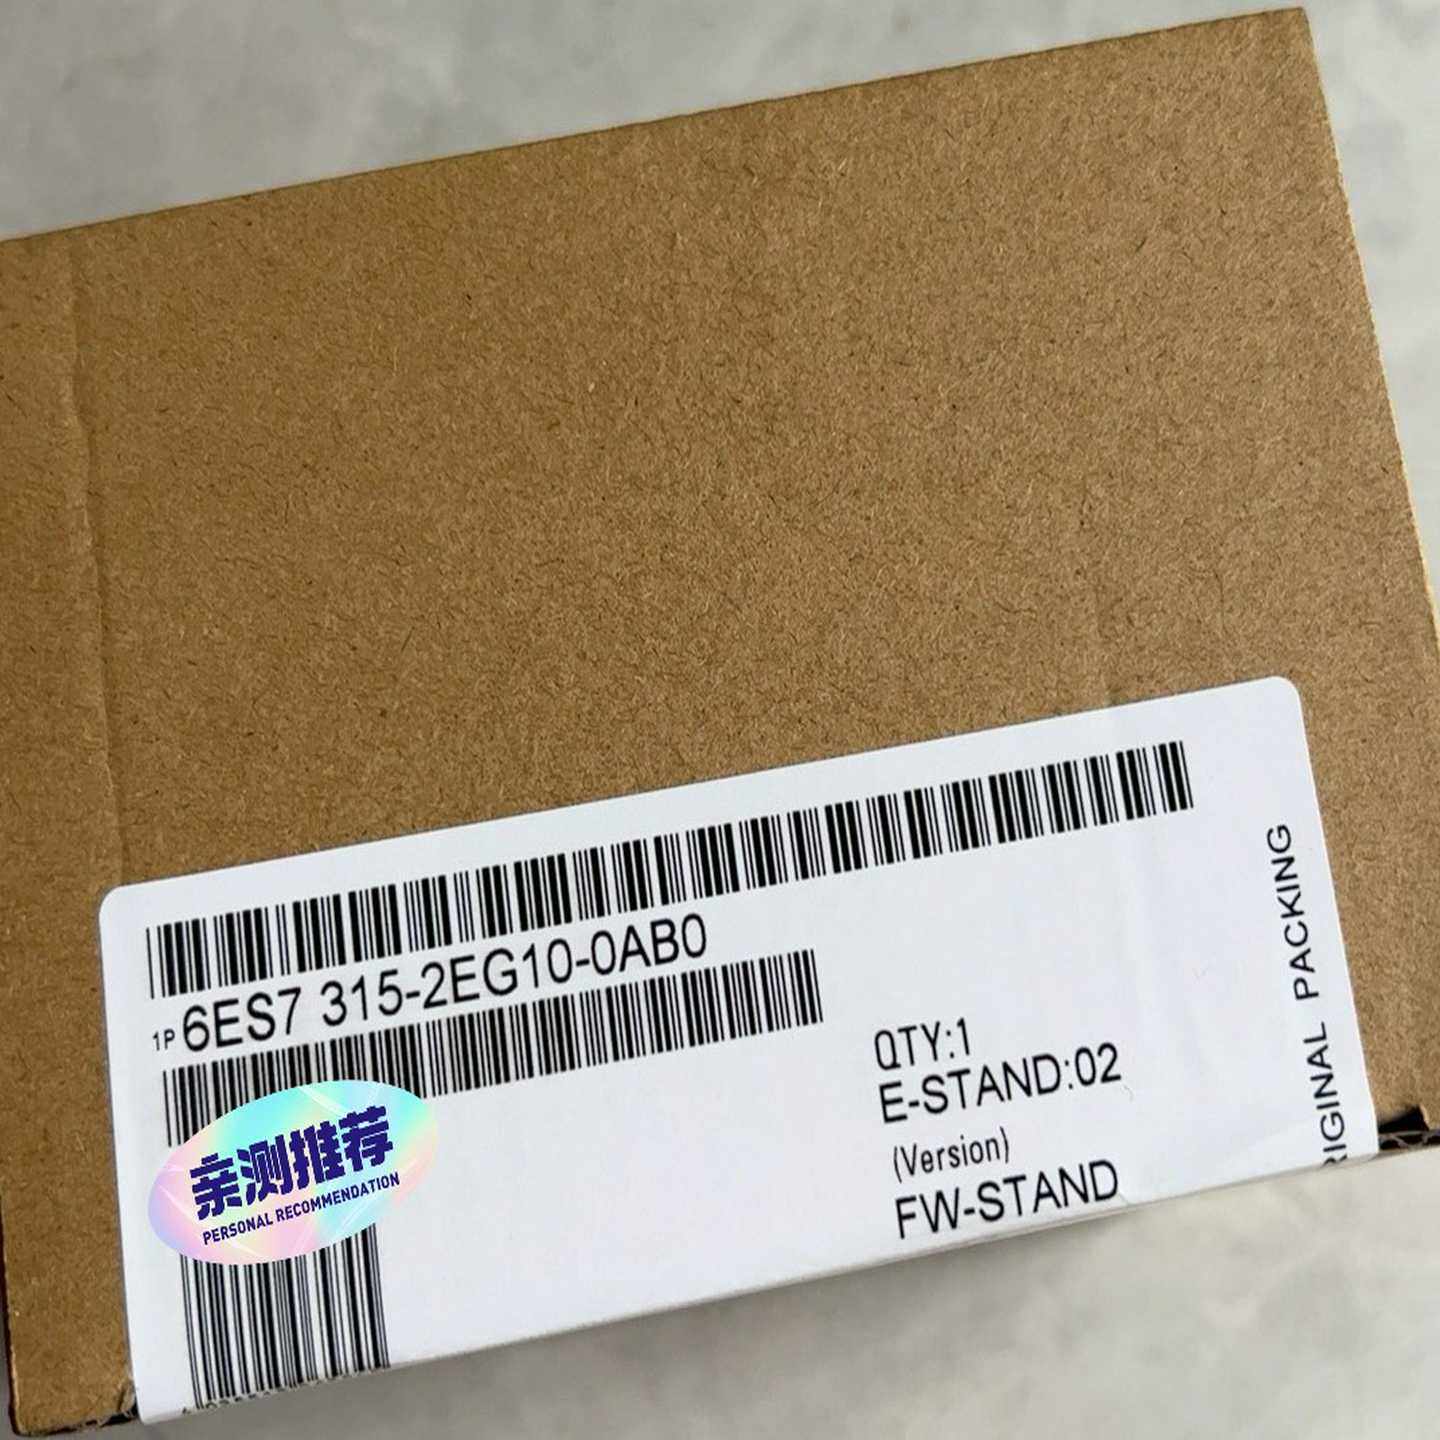 1P 6ES7 315-2EG10-0AB0
QTY:1
E-STAND:02
(Version)
FW-STAND
PACKING
亲测推荐
PERSONAL RECOMMENDATION